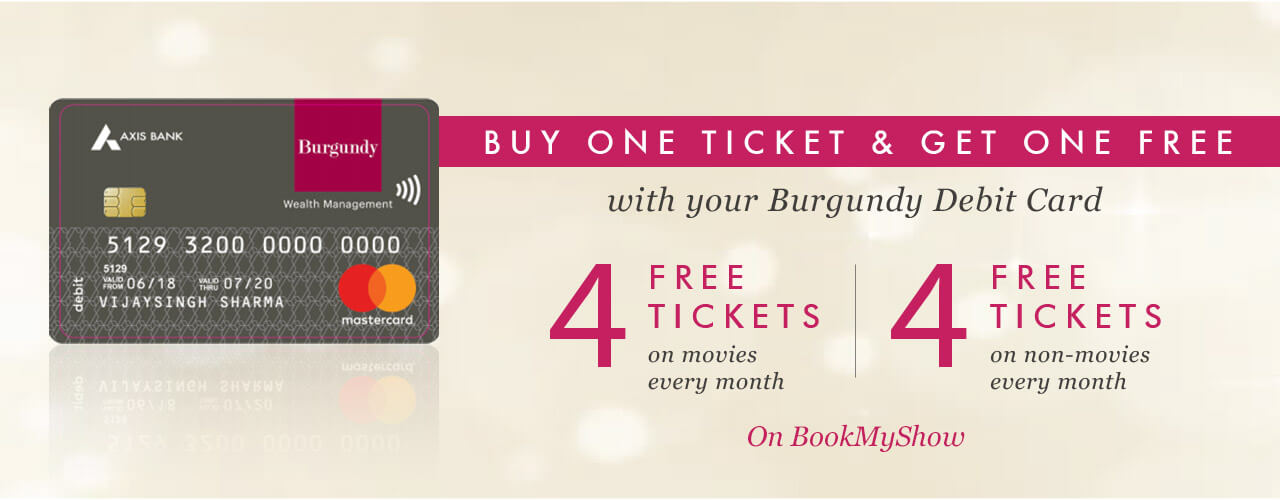 AXIS BANK
Burgundy
Wealth Management
5129 3200 0000 0000
5129
VALID FROM 06/18 VALID THRU 07/20
VIJAYSINGH SHARMA
debit
mastercard.
BUY ONE TICKET & GET ONE FREE
with your Burgundy Debit Card
4 FREE
TICKETS
on movies
every month
4 FREE
TICKETS
on non-movies
every month
On BookMyShow